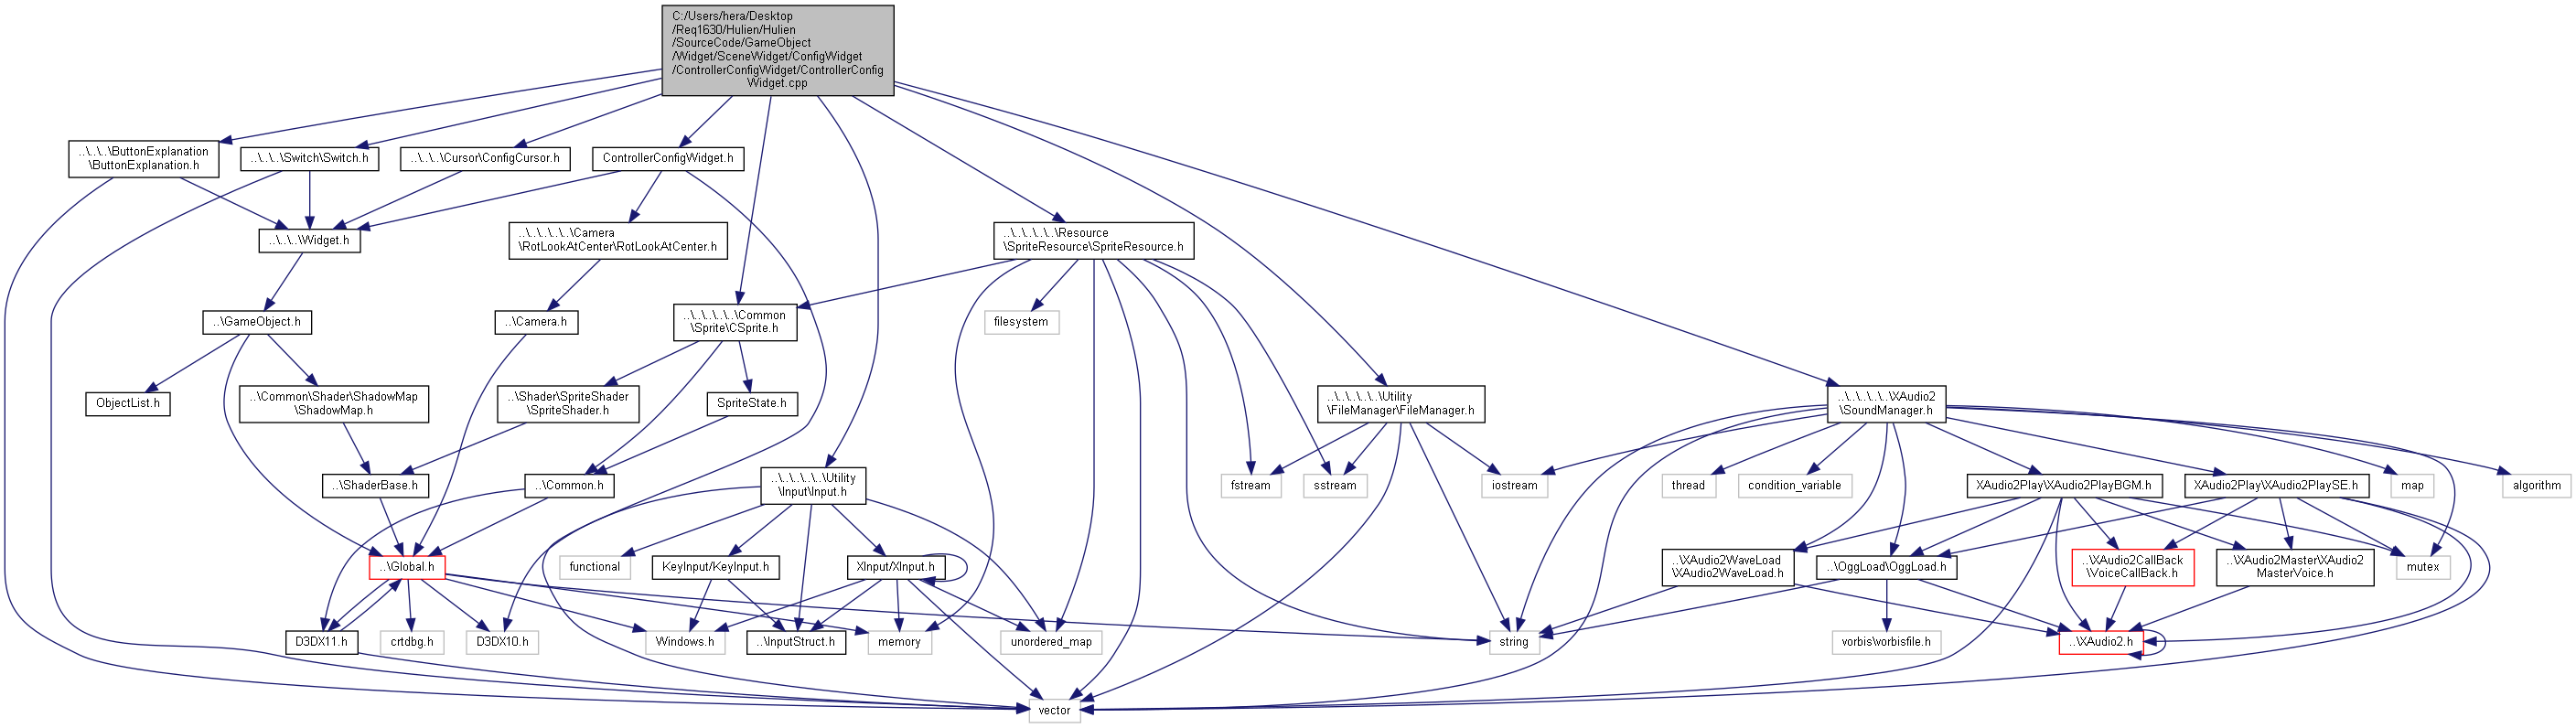 C:/Users/hera/Desktop
/Req1630/Hulien/Hulien
/SourceCode/GameObject
/Widget/SceneWidget/ConfigWidget
/ControllerConfigWidget/ControllerConfig
Widget.cpp
..\..\..\ButtonExplanation
\ButtonExplanation.h
..\..\..\Switch\Switch.h
..\..\..\Cursor\ConfigCursor.h
ControllerConfigWidget.h
..\..\..\Widget.h
..\..\..\..\..\Camera
\RotLookAtCenter\RotLookAtCenter.h
..\..\..\..\..\Resource
\SpriteResource\SpriteResource.h
..\GameObject.h
..\Camera.h
..\..\..\..\..\Common
\Sprite\CSprite.h
filesystem
ObjectList.h
..\Common\Shader\ShadowMap
\ShadowMap.h
..\Shader\SpriteShader
\SpriteShader.h
SpriteState.h
..\..\..\..\..\Utility
\FileManager\FileManager.h
..\..\..\..\..\XAudio2
\SoundManager.h
..\ShaderBase.h
..\Common.h
..\..\..\..\..\Utility
\Input\Input.h
fstream
sstream
iostream
thread
condition_variable
XAudio2Play\XAudio2PlayBGM.h
XAudio2Play\XAudio2PlaySE.h
map
algorithm
..\Global.h
functional
KeyInput/KeyInput.h
XInput/XInput.h
..\XAudio2WaveLoad
\XAudio2WaveLoad.h
..\OggLoad\OggLoad.h
..\XAudio2CallBack
\VoiceCallBack.h
..\XAudio2Master\XAudio2
MasterVoice.h
mutex
D3DX11.h
crtdbg.h
D3DX10.h
Windows.h
..\InputStruct.h
memory
unordered_map
string
vorbis\vorbisfile.h
..\XAudio2.h
vector